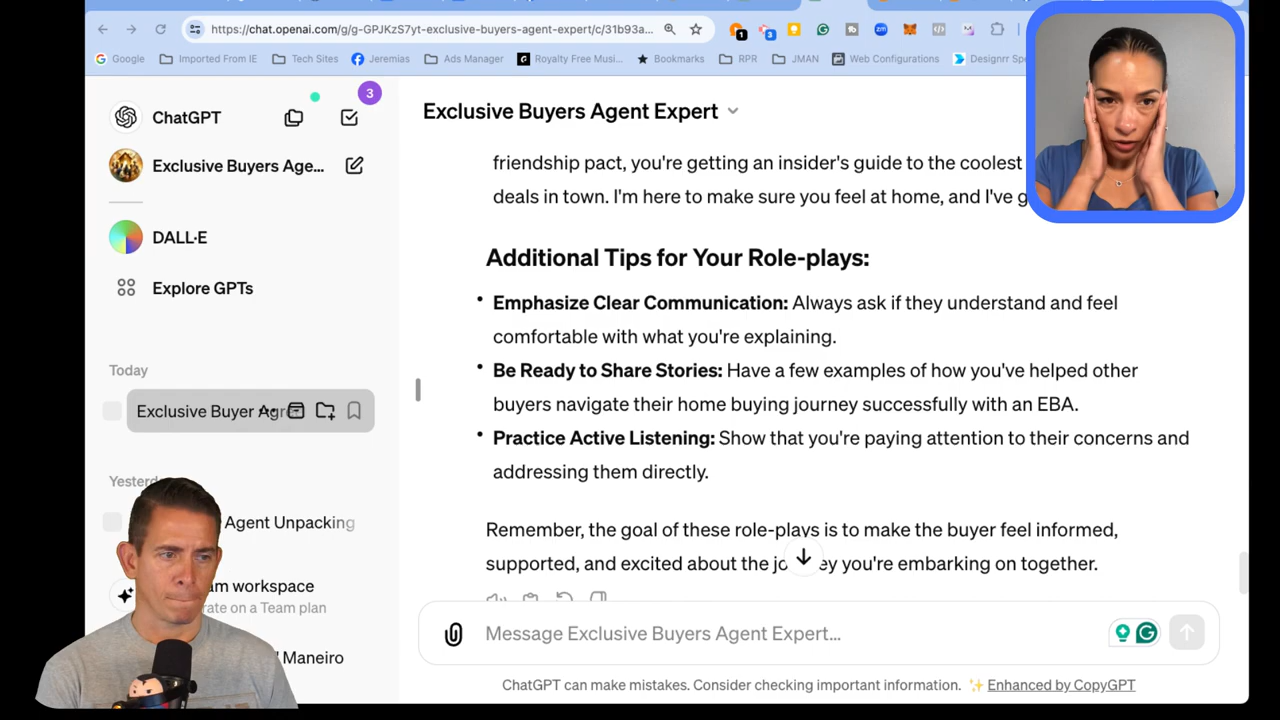 https://chat.openai.com/g/g-GPJKzS7yt-exclusive-buyers-agent-expert/c/31b93a...
1
3
Google
Imported From IE
Tech Sites
Jeremias
Ads Manager
Royalty Free Musi...
Bookmarks
RPR
JMAN
Web Configurations
Designrr Spe
3
ChatGPT
Exclusive Buyers Age...
DALL·E
Explore GPTs
Today
Exclusive Buyer
Agent Unpacking
workspace
on a Team plan
Maneiro
Exclusive Buyers Agent Expert
friendship pact, you're getting an insider's guide to the coolest
deals in town. I'm here to make sure you feel at home, and I've
Additional Tips for Your Role-plays:
• Emphasize Clear Communication: Always ask if they understand and feel
comfortable with what you're explaining.
• Be Ready to Share Stories: Have a few examples of how you've helped other
buyers navigate their home buying journey successfully with an EBA.
• Practice Active Listening: Show that you're paying attention to their concerns and
addressing them directly.
Remember, the goal of these role-plays is to make the buyer feel informed,
supported, and excited about the you're embarking on together.
Message Exclusive Buyers Agent Expert...
ChatGPT can make mistakes. Consider checking important information. ✨ Enhanced by CopyGPT